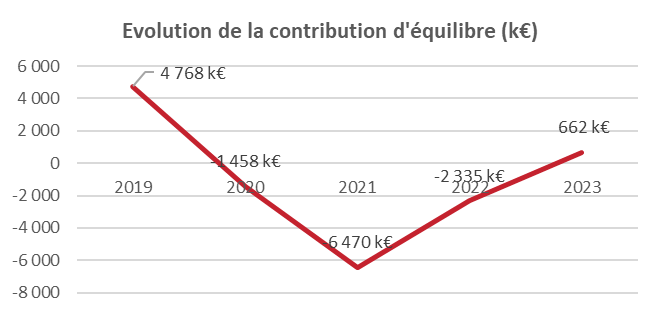 Evolution de la contribution d'équilibre (k€)
6 000
4 000
2 000
0
-2 000
-4 000
-6 000
-8 000
4 768 k€
-1 458 k€
-6 470 k€
-2 335 k€
662 k€
2019
2020
2021
2022
2023